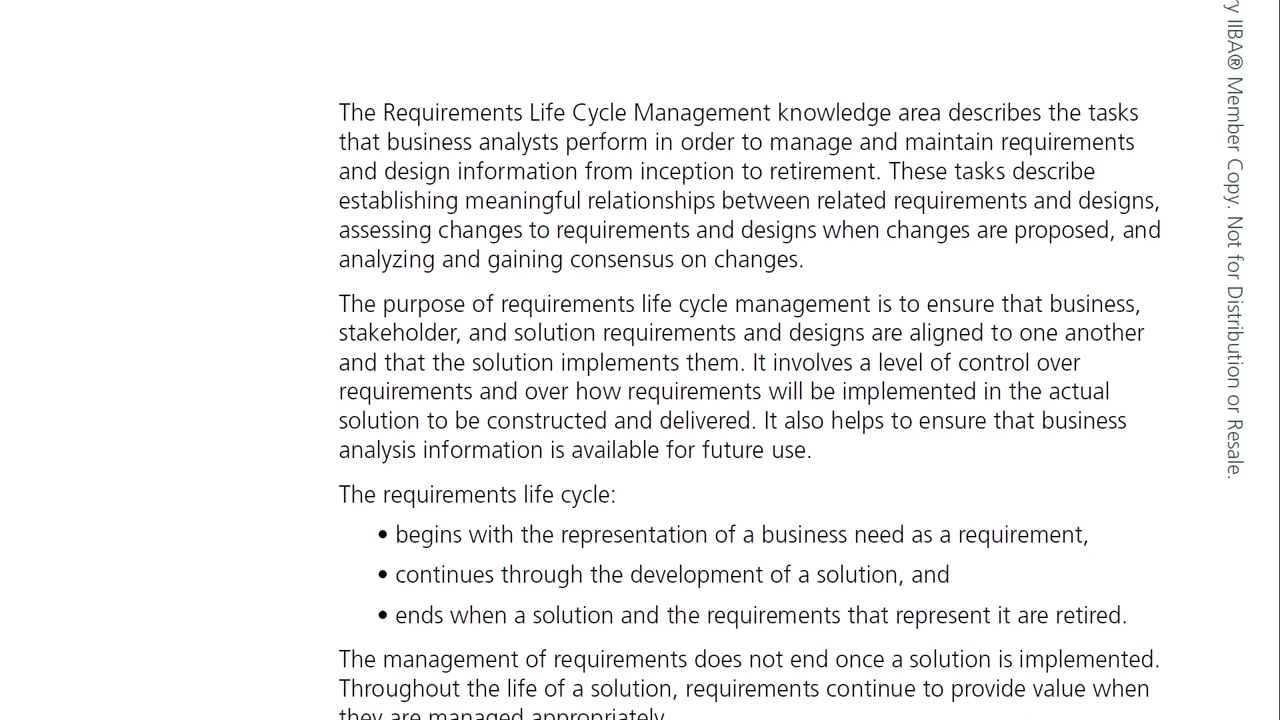 The Requirements Life Cycle Management knowledge area describes the tasks
that business analysts perform in order to manage and maintain requirements
and design information from inception to retirement. These tasks describe
establishing meaningful relationships between related requirements and designs,
assessing changes to requirements and designs when changes are proposed, and
analyzing and gaining consensus on changes.
The purpose of requirements life cycle management is to ensure that business,
stakeholder, and solution requirements and designs are aligned to one another
and that the solution implements them. It involves a level of control over
requirements and over how requirements will be implemented in the actual
solution to be constructed and delivered. It also helps to ensure that business
analysis information is available for future use.
The requirements life cycle:
• begins with the representation of a business need as a requirement,
• continues through the development of a solution, and
• ends when a solution and the requirements that represent it are retired.
The management of requirements does not end once a solution is implemented.
Throughout the life of a solution, requirements continue to provide value when
they are managed appropriately.
IIBA® Member Copy. Not for Distribution or Resale.